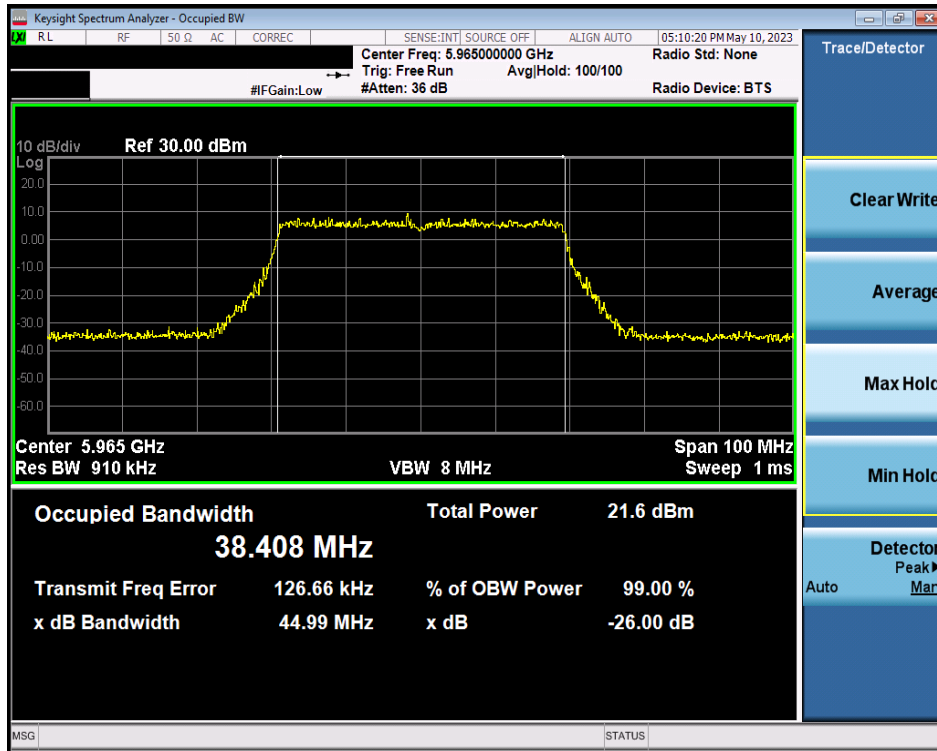 Keysight Spectrum Analyzer - Occupied BW
LXI RL RF 50 Ω AC CORREC SENSE:INT SOURCE OFF ALIGN AUTO 05:10:20 PM May 10, 2023
Center Freq: 5.965000000 GHz Radio Std: None
Trig: Free Run Avg|Hold: 100/100
#IFGain:Low #Atten: 36 dB Radio Device: BTS
Trace/Detector
10 dB/div Ref 30.00 dBm
Log
20.0
10.0
0.00
-10.0
-20.0
-30.0
-40.0
-50.0
-60.0
Center 5.965 GHz Span 100 MHz
Res BW 910 kHz VBW 8 MHz Sweep 1 ms
Occupied Bandwidth Total Power 21.6 dBm
38.408 MHz
Transmit Freq Error 126.66 kHz % of OBW Power 99.00 %
x dB Bandwidth 44.99 MHz x dB -26.00 dB
Clear Write
Average
Max Hold
Min Hold
Detector
Peak
Auto Man
MSG STATUS